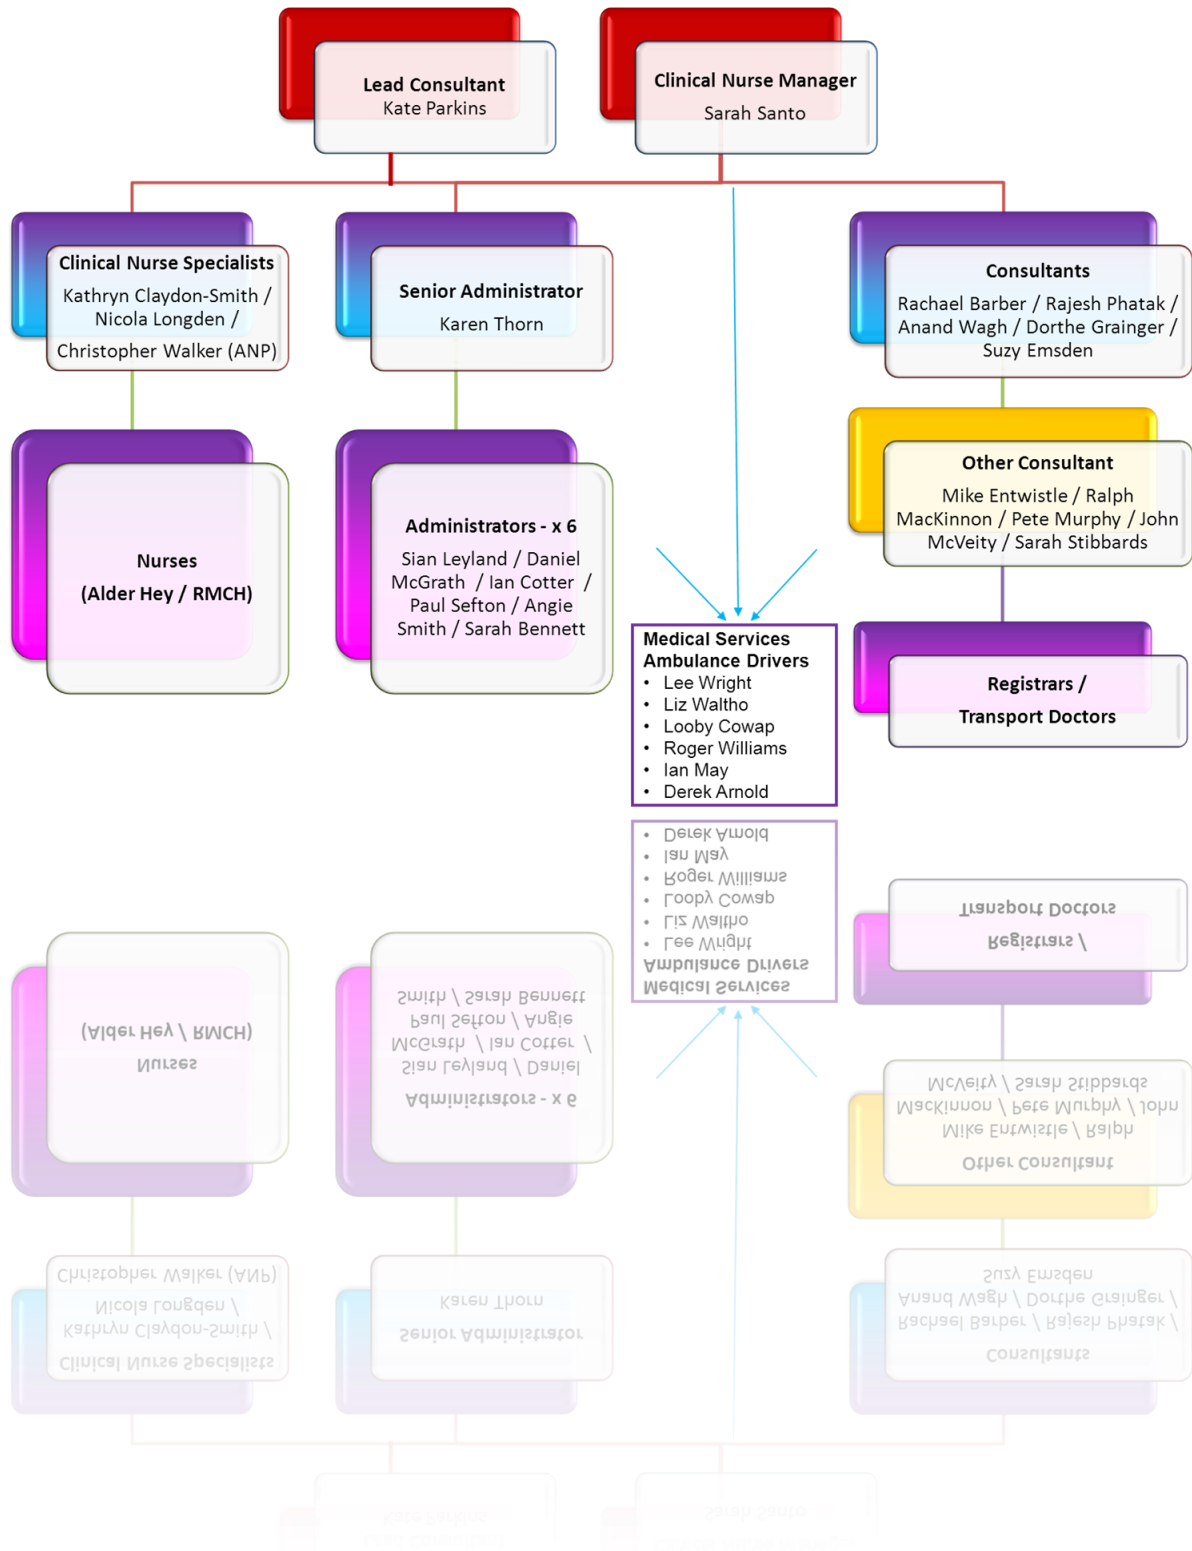 Lead Consultant
Kate Parkins
Clinical Nurse Manager
Sarah Santo
Clinical Nurse Specialists
Kathryn Claydon-Smith /
Nicola Longden /
Christopher Walker (ANP)
Senior Administrator
Karen Thorn
Consultants
Rachael Barber / Rajesh Phatak /
Anand Wagh / Dorthe Grainger /
Suzy Emsden
Nurses
(Alder Hey / RMCH)
Administrators - x 6
Sian Leyland / Daniel
McGrath / Ian Cotter /
Paul Sefton / Angie
Smith / Sarah Bennett
Other Consultant
Mike Entwistle / Ralph
MacKinnon / Pete Murphy / John
McVeity / Sarah Stibbards
Medical Services
Ambulance Drivers
• Lee Wright
• Liz Waltho
• Looby Cowap
• Roger Williams
• Ian May
• Derek Arnold
Registrars /
Transport Doctors